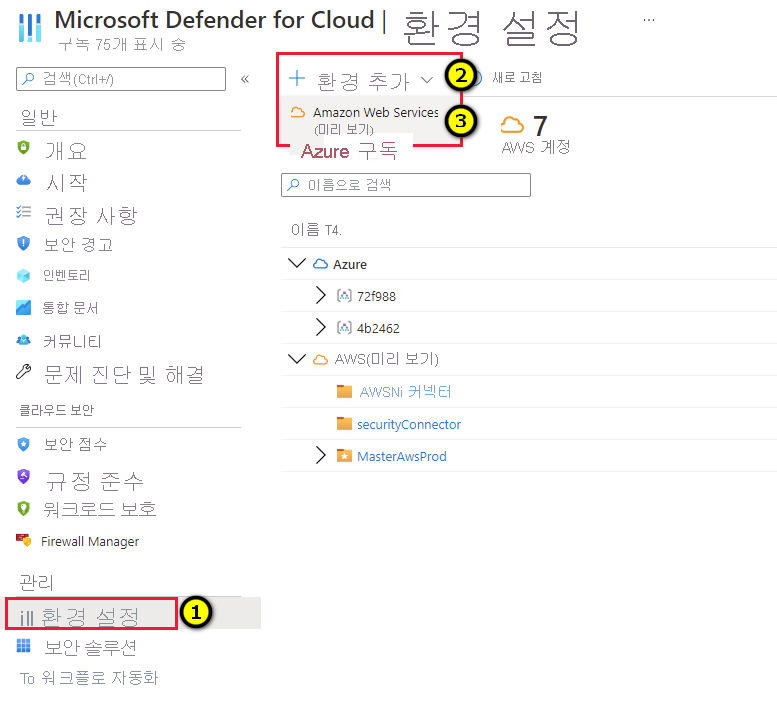 Microsoft Defender for Cloud | 환경 설정 ...
구독 75개 표시 중
검색(Ctrl+/)
«
일반
개요
시작
권장 사항
보안 경고
인벤토리
통합 문서
커뮤니티
문제 진단 및 해결
클라우드 보안
보안 점수
규정 준수
워크로드 보호
Firewall Manager
관리
ill 환경 설정
1
보안 솔루션
To 워크플로 자동화
+ 환경 추가
2
새로 고침
Amazon Web Services
(미리 보기)
3
Azure 구독
7
AWS 계정
이름으로 검색
이름 T4.
Azure
72f988
4b2462
AWS(미리 보기)
AWSNi 커넥터
securityConnector
MasterAwsProd